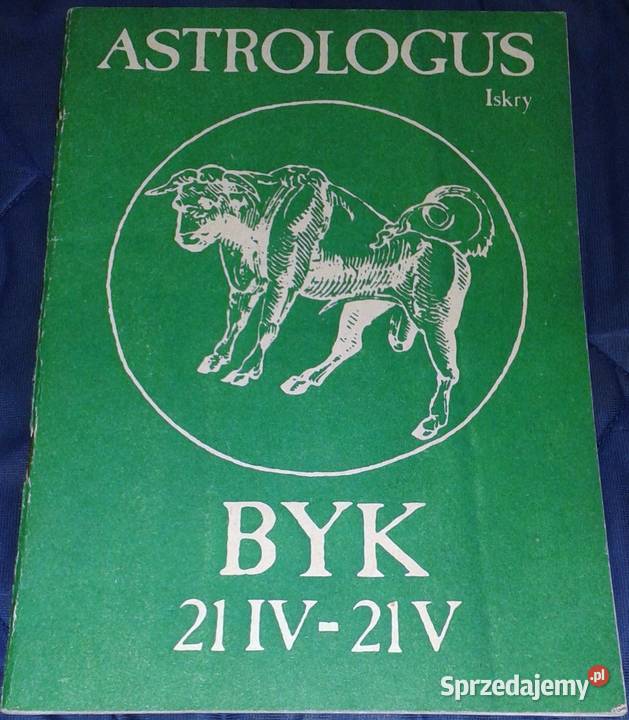 ASTROLOGUS
Iskry
BYK
21 IV - 21 V
Sprzedajemy.pl